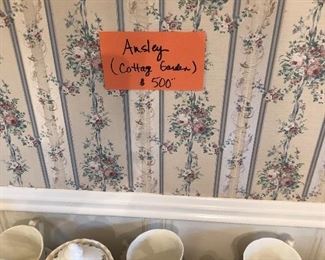 Ansley
(Cottage Garden)
$ 500"